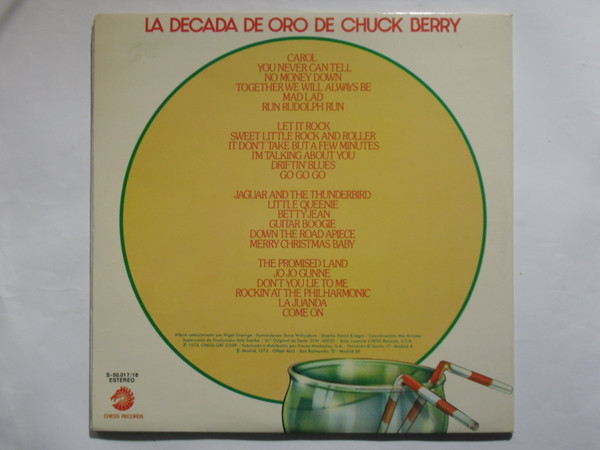 LA DECADA DE ORO DE CHUCK BERRY
CAROL
YOU NEVER CAN TELL
NO MONEY DOWN
TOGETHER WE WILL ALWAYS BE
MAD LAD
RUN RUDOLPH RUN
LET IT ROCK
SWEET LITTLE ROCK AND ROLLER
IT DON'T TAKE BUT A FEW MINUTES
I'M TALKING ABOUT YOU
DRIFTIN' BLUES
GO GO GO
JAGUAR AND THE THUNDERBIRD
LITTLE QUEENIE
BETTY JEAN
GUITAR BOOGIE
DOWN THE ROAD APIECE
MERRY CHRISTMAS BABY
THE PROMISED LAND
JO JO GUNNE
DON'T YOU LIE TO ME
ROCKIN' AT THE PHILHARMONIC
LA JUANDA
COME ON
S-50.017/18
ESTEREO
CHESS RECORDS